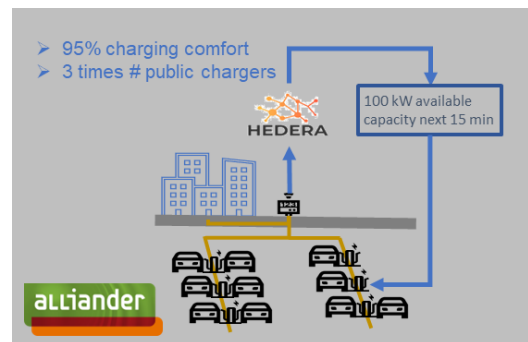 ➢ 95% charging comfort
➢ 3 times # public chargers
HEDERA
100 kW available
capacity next 15 min
alliander